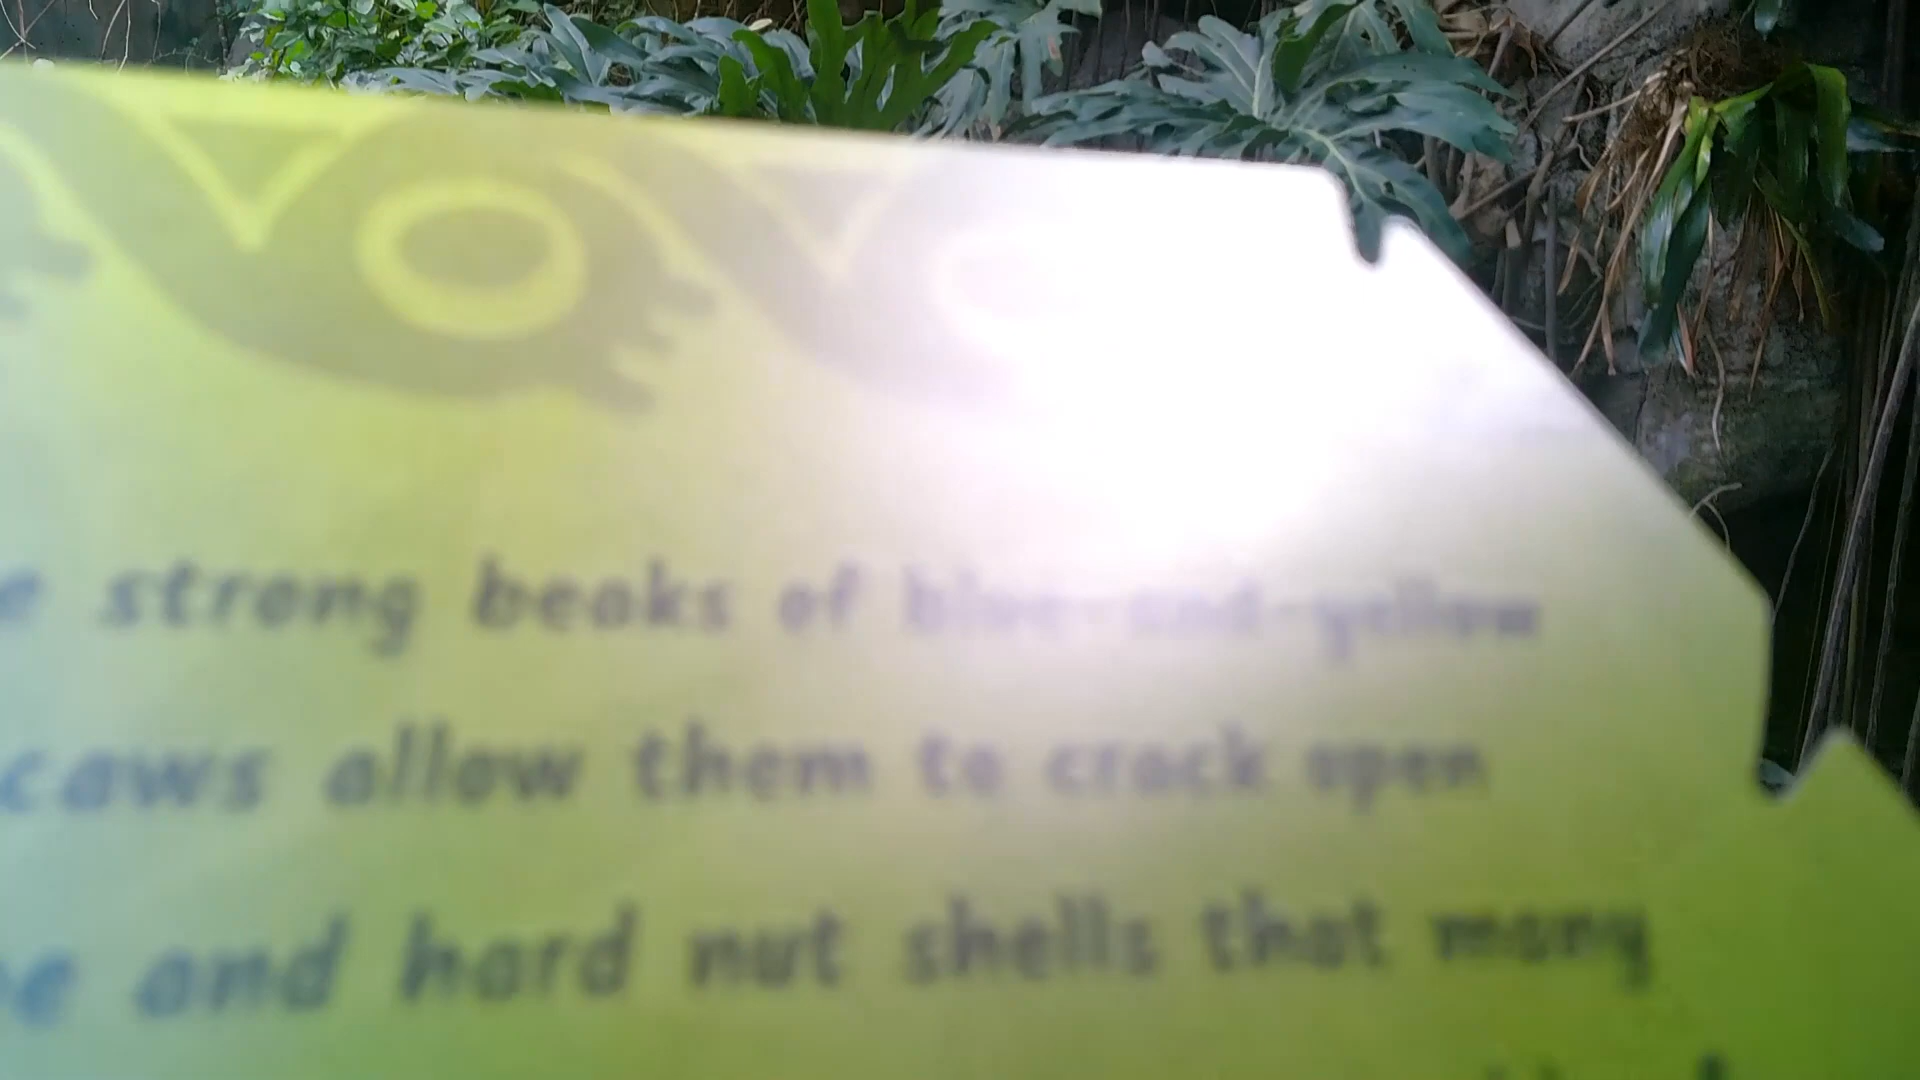 strong beaks of blue-and-yellow
caws allow them to crack open
and hard nut shells that many